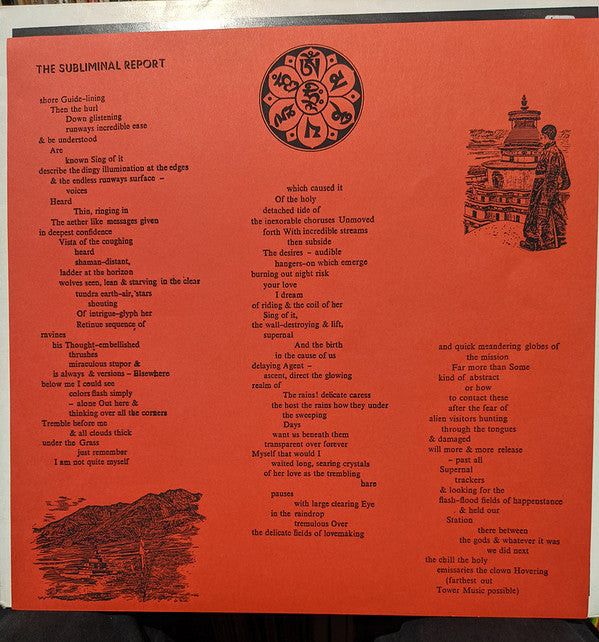 THE SUBLIMINAL REPORT
shore Guide-lining
Then the hurl
Down glistening
runways incredible ease
& be understood
Are
known Sing of it
describe the dingy illumination at the edges
& the endless runways surface –
voices
Heard
Thin, ringing in
The aether like messages given
in deepest confidence
Vista of the coughing
heard
shaman-distant,
ladder at the horizon
wolves seen, lean & starving in the clear
tundra earth-air, stars
shouting
Of intrigue-glyph her
Retinue sequence of
ravines
his Thought-embellished
thrushes
miraculous stupor &
is always & versions – Elsewhere
below me I could see
colors flash simply
– alone Out here &
thinking over all the corners
Tremble before me
& all clouds thick
under the Grass
just remember
I am not quite myself
which caused it
Of the holy
detached tide of
the inexorable choruses Unmoved
forth With incredible streams
then subside
The desires – audible
hangers-on which emerge
burning out night risk
your love
I dream
of riding & the coil of her
Sing of it,
the wall-destroying & lift,
supernal
And the birth
in the cause of us
delaying Agent –
ascent, direct the glowing
realm of
The rains! delicate caress
the host the rains how they under
the sweeping
Days
want us beneath them
transparent over forever
Myself that would I
waited long, searing crystals
of her love as the trembling
bare
pauses
with large clearing Eye
in the raindrop
tremulous Over
the delicate fields of lovemaking
and quick meandering globes of
the mission
Far more than Some
kind of abstract
or how
to contact these
after the fear of
alien visitors hunting
through the tongues
& damaged
will more & more release
– past all
Supernal
trackers
& looking for the
flash-flood fields of happenstance
& held our
Station
there between
the gods & whatever it was
we did next
the chill the holy
emissaries the clown Hovering
(farthest out
Tower Music possible)